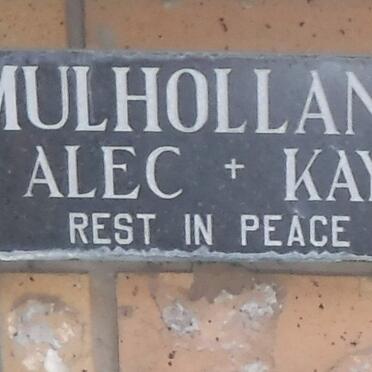 MULHOLLAN
ALEC + KAY
REST IN PEACE